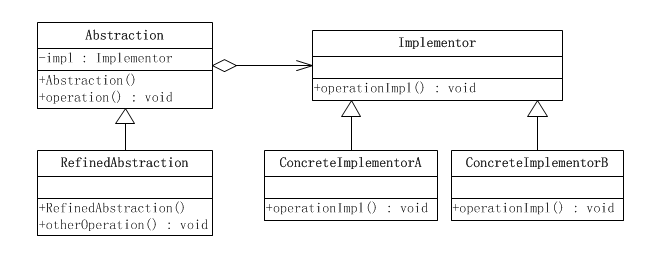 Abstraction
-impl : Implementor
+Abstraction()
+operation() : void
Implementor
+operationImpl() : void
RefinedAbstraction
+RefinedAbstraction()
+otherOperation() : void
ConcreteImplementorA
+operationImpl() : void
ConcreteImplementorB
+operationImpl() : void